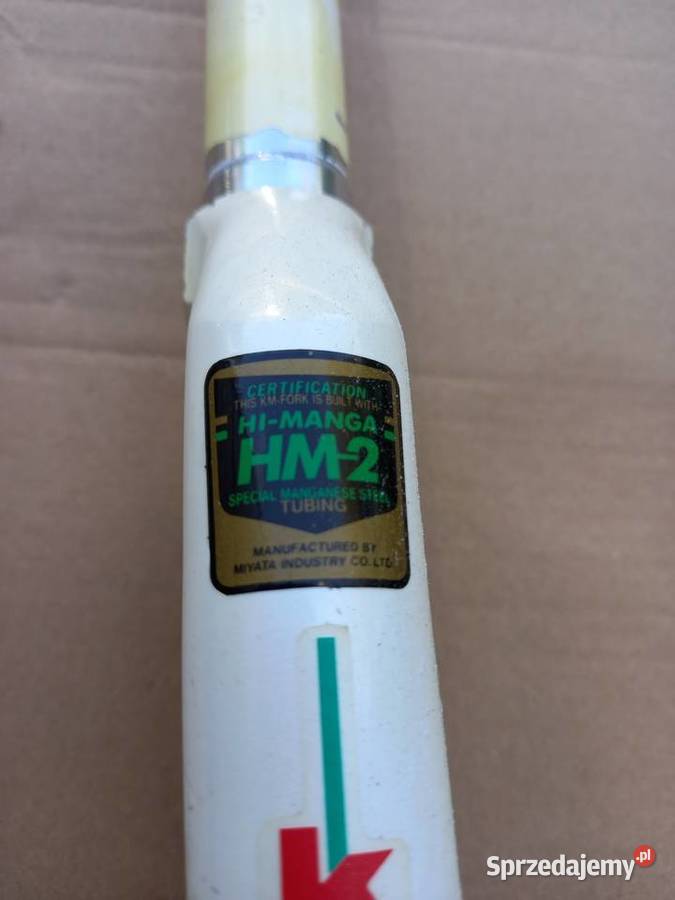 CERTIFICATION
THIS KM-FORK IS BUILT WITH
HI-MANGA
HM-2
SPECIAL MANGANESE STEEL
TUBING
MANUFACTURED BY
MIYATA INDUSTRY CO. LTD
K
Sprzedajemy.pl